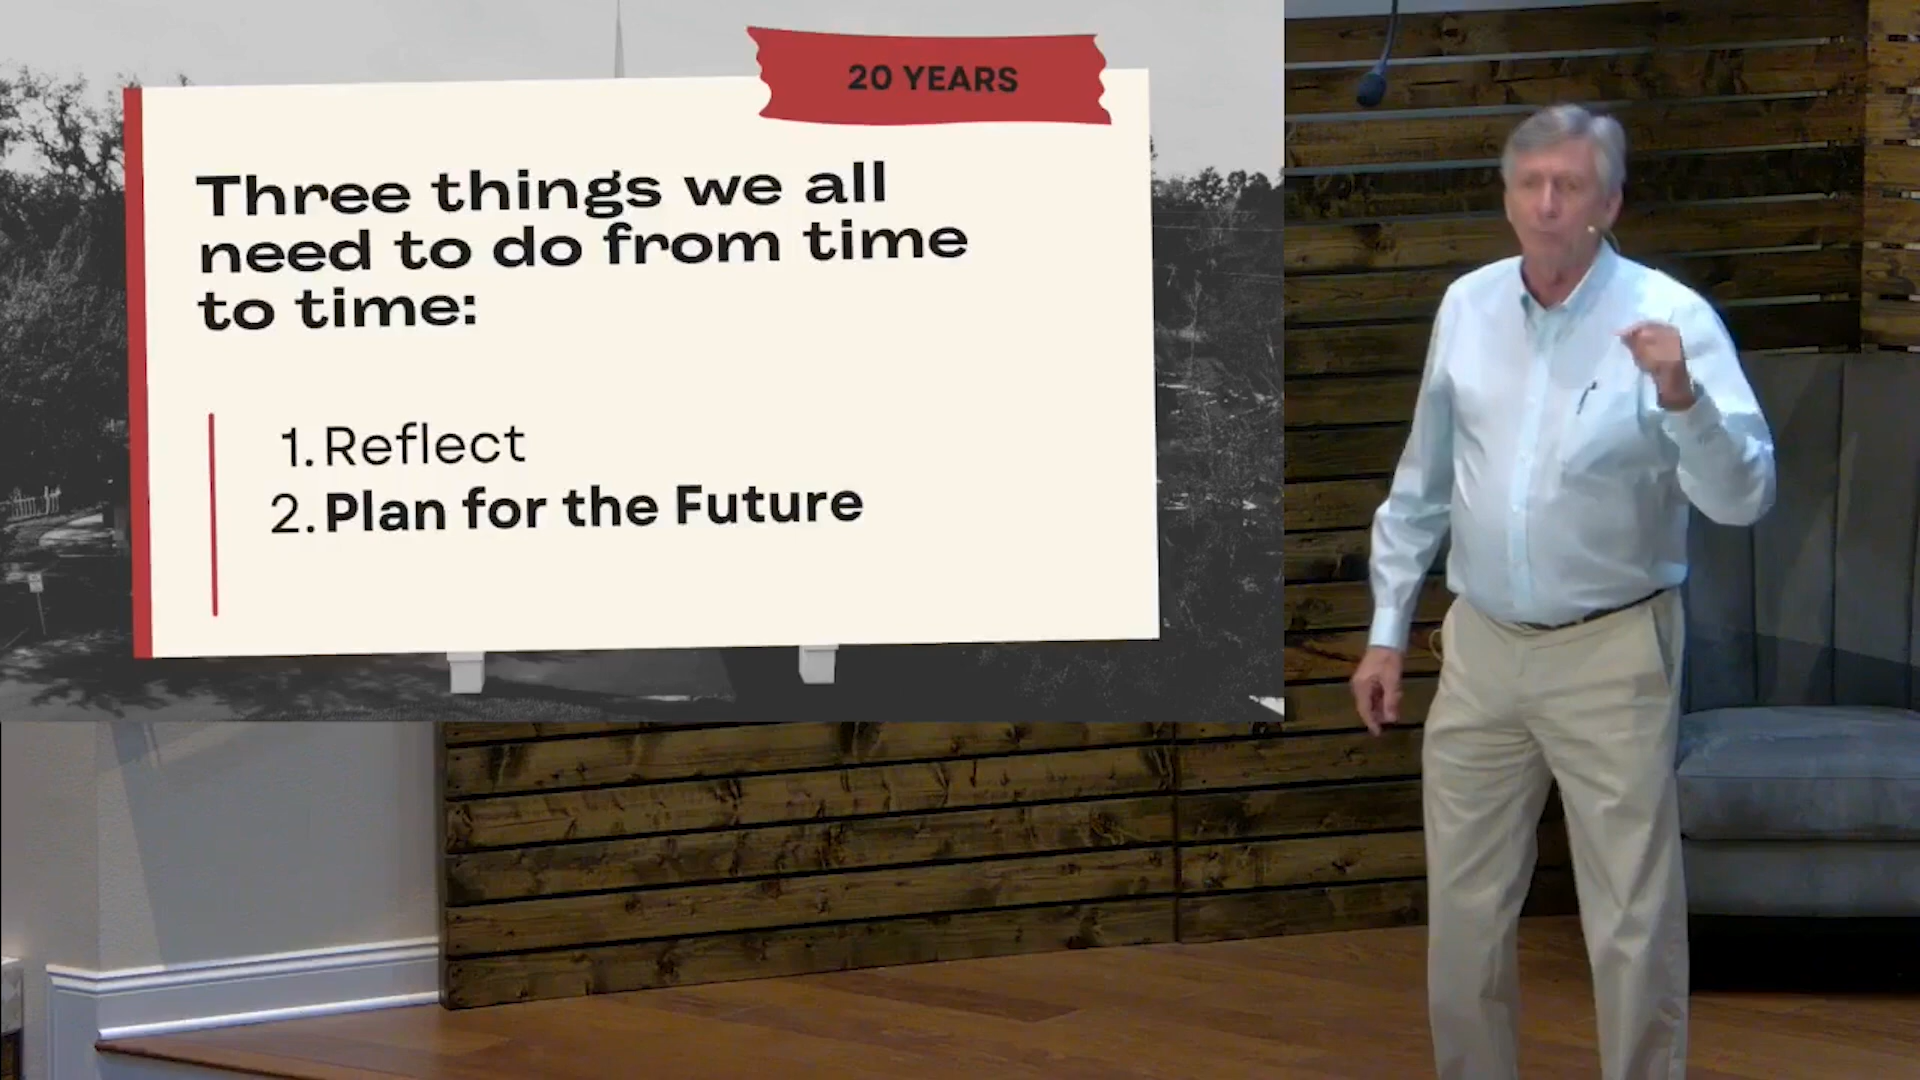 20 YEARS
Three things we all
need to do from time
to time:
1. Reflect
2. Plan for the Future